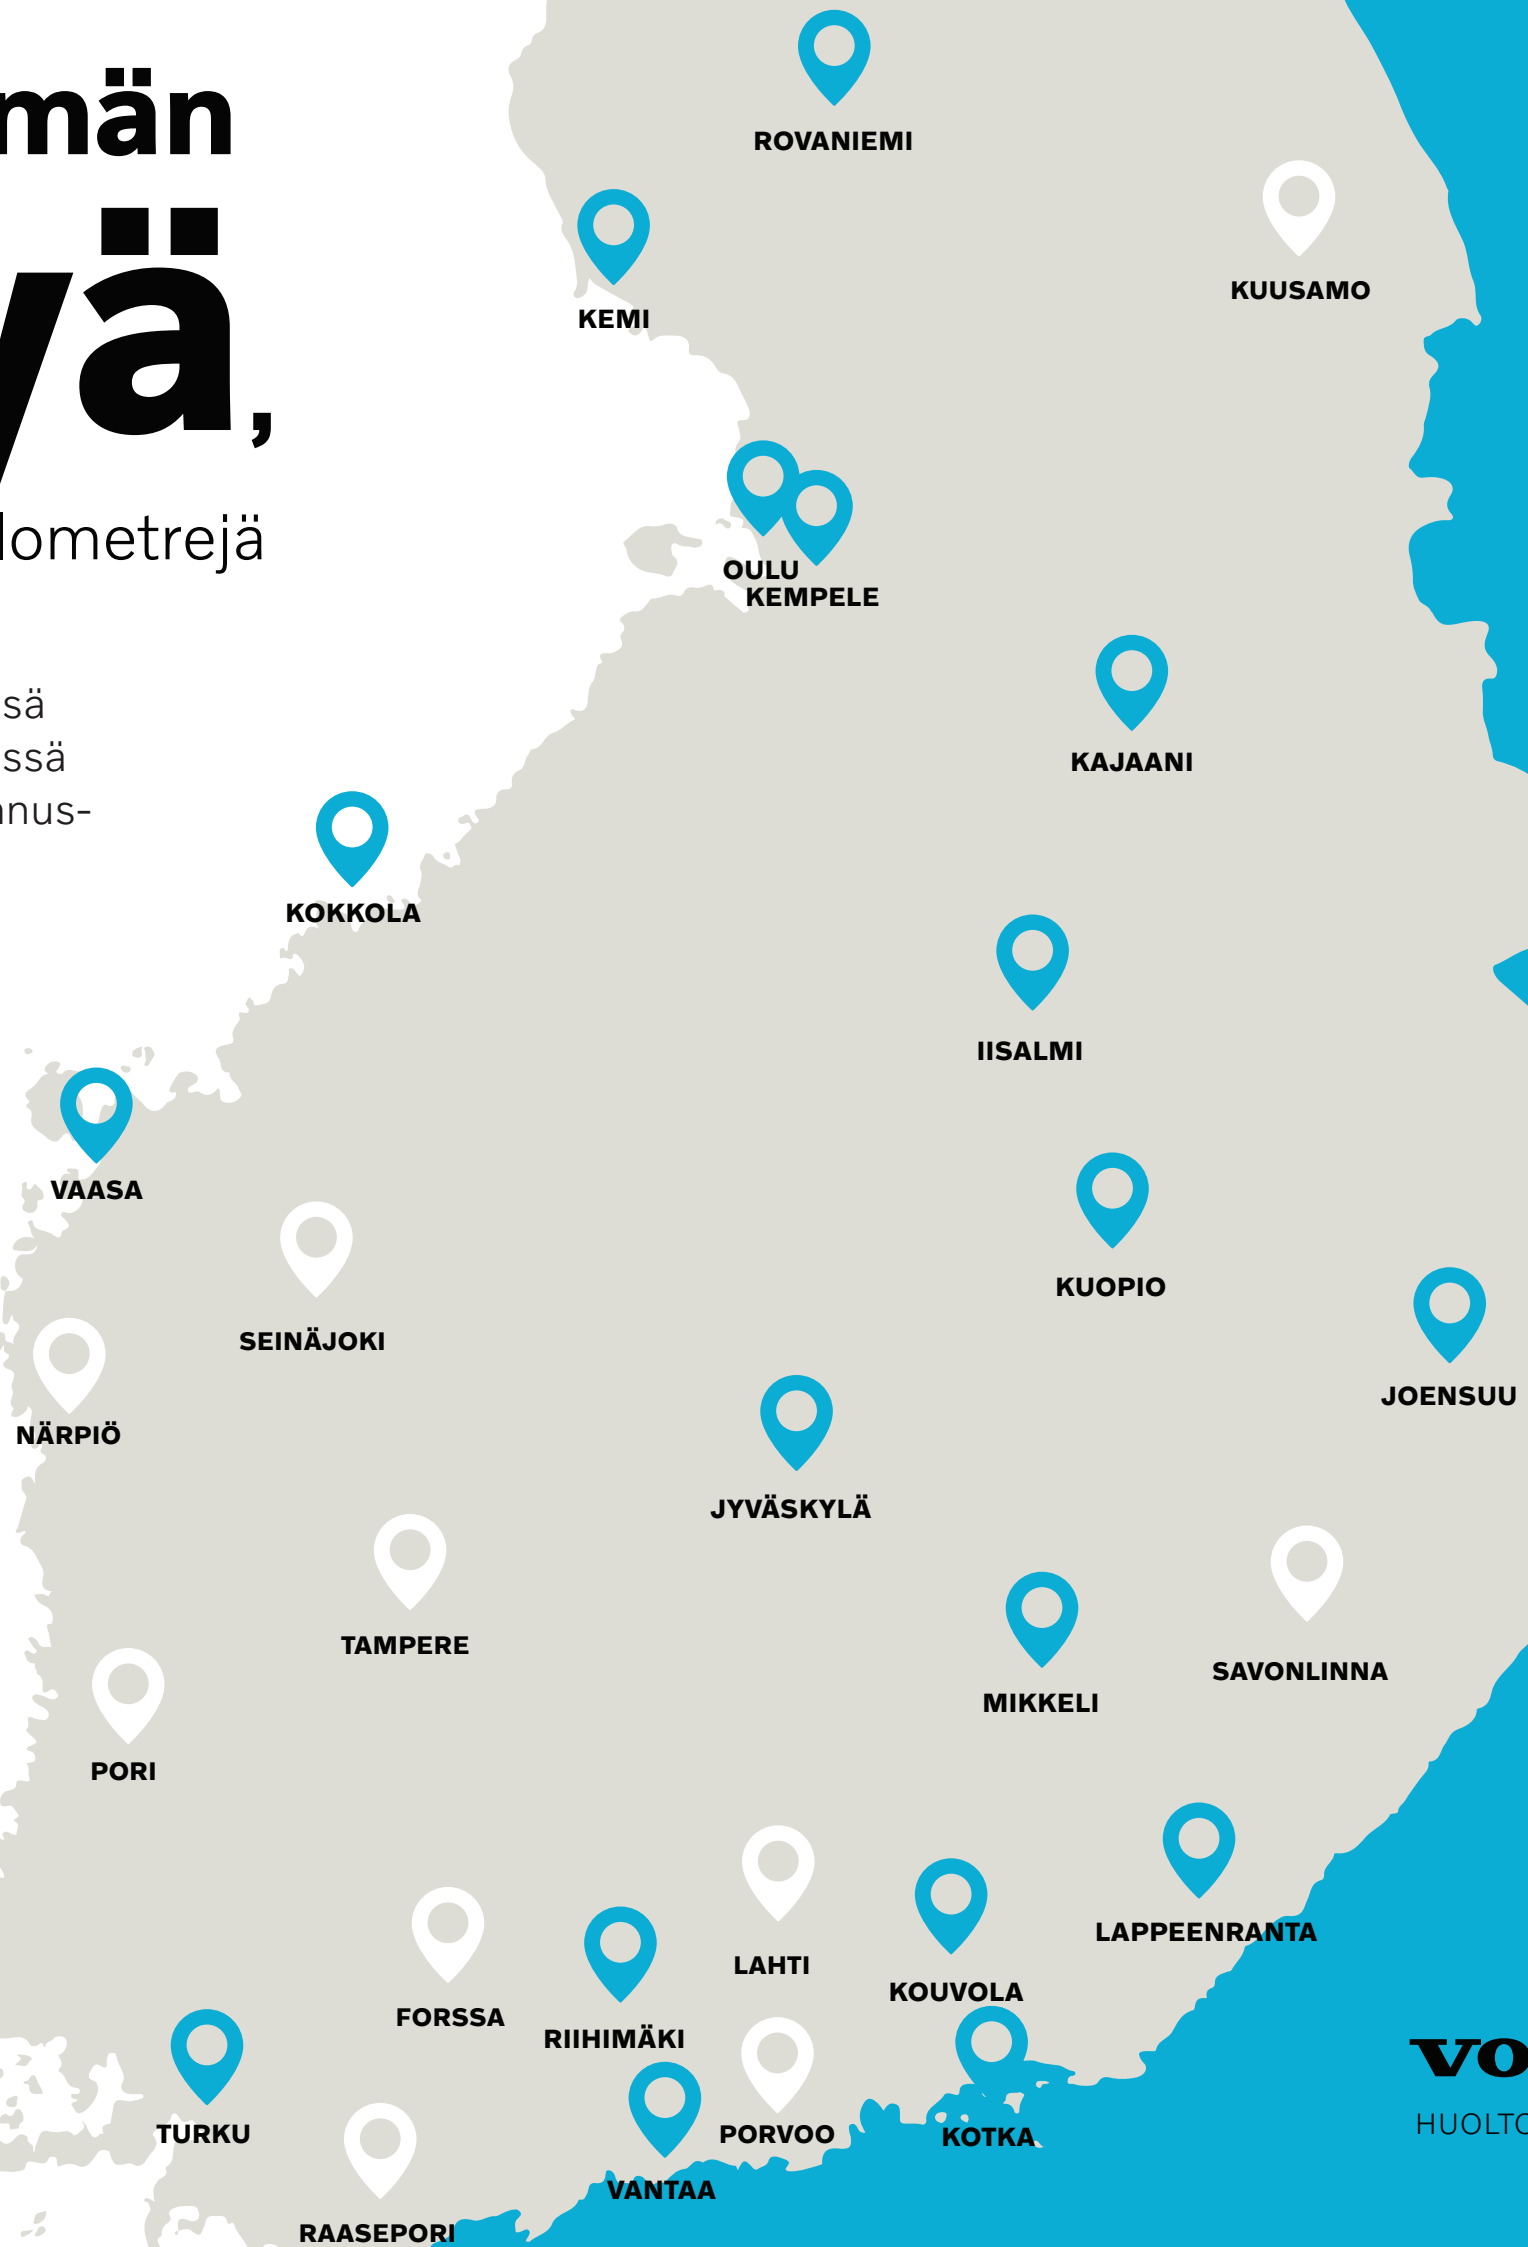 män
yä,
lometrejä
sä
ssä
nnus-
ROVANIEMI
KUUSAMO
KEMI
OULU
KEMPELE
KAJAANI
KOKKOLA
IISALMI
VAASA
KUOPIO
SEINÄJOKI
JOENSUU
NÄRPIÖ
JYVÄSKYLÄ
TAMPERE
SAVONLINNA
MIKKELI
PORI
LAPPEENRANTA
LAHTI
KOUVOLA
FORSSA
RIIHIMÄKI
TURKU
PORVOO
KOTKA
VANTAA
RAASEPORI
VO
HUOLTO